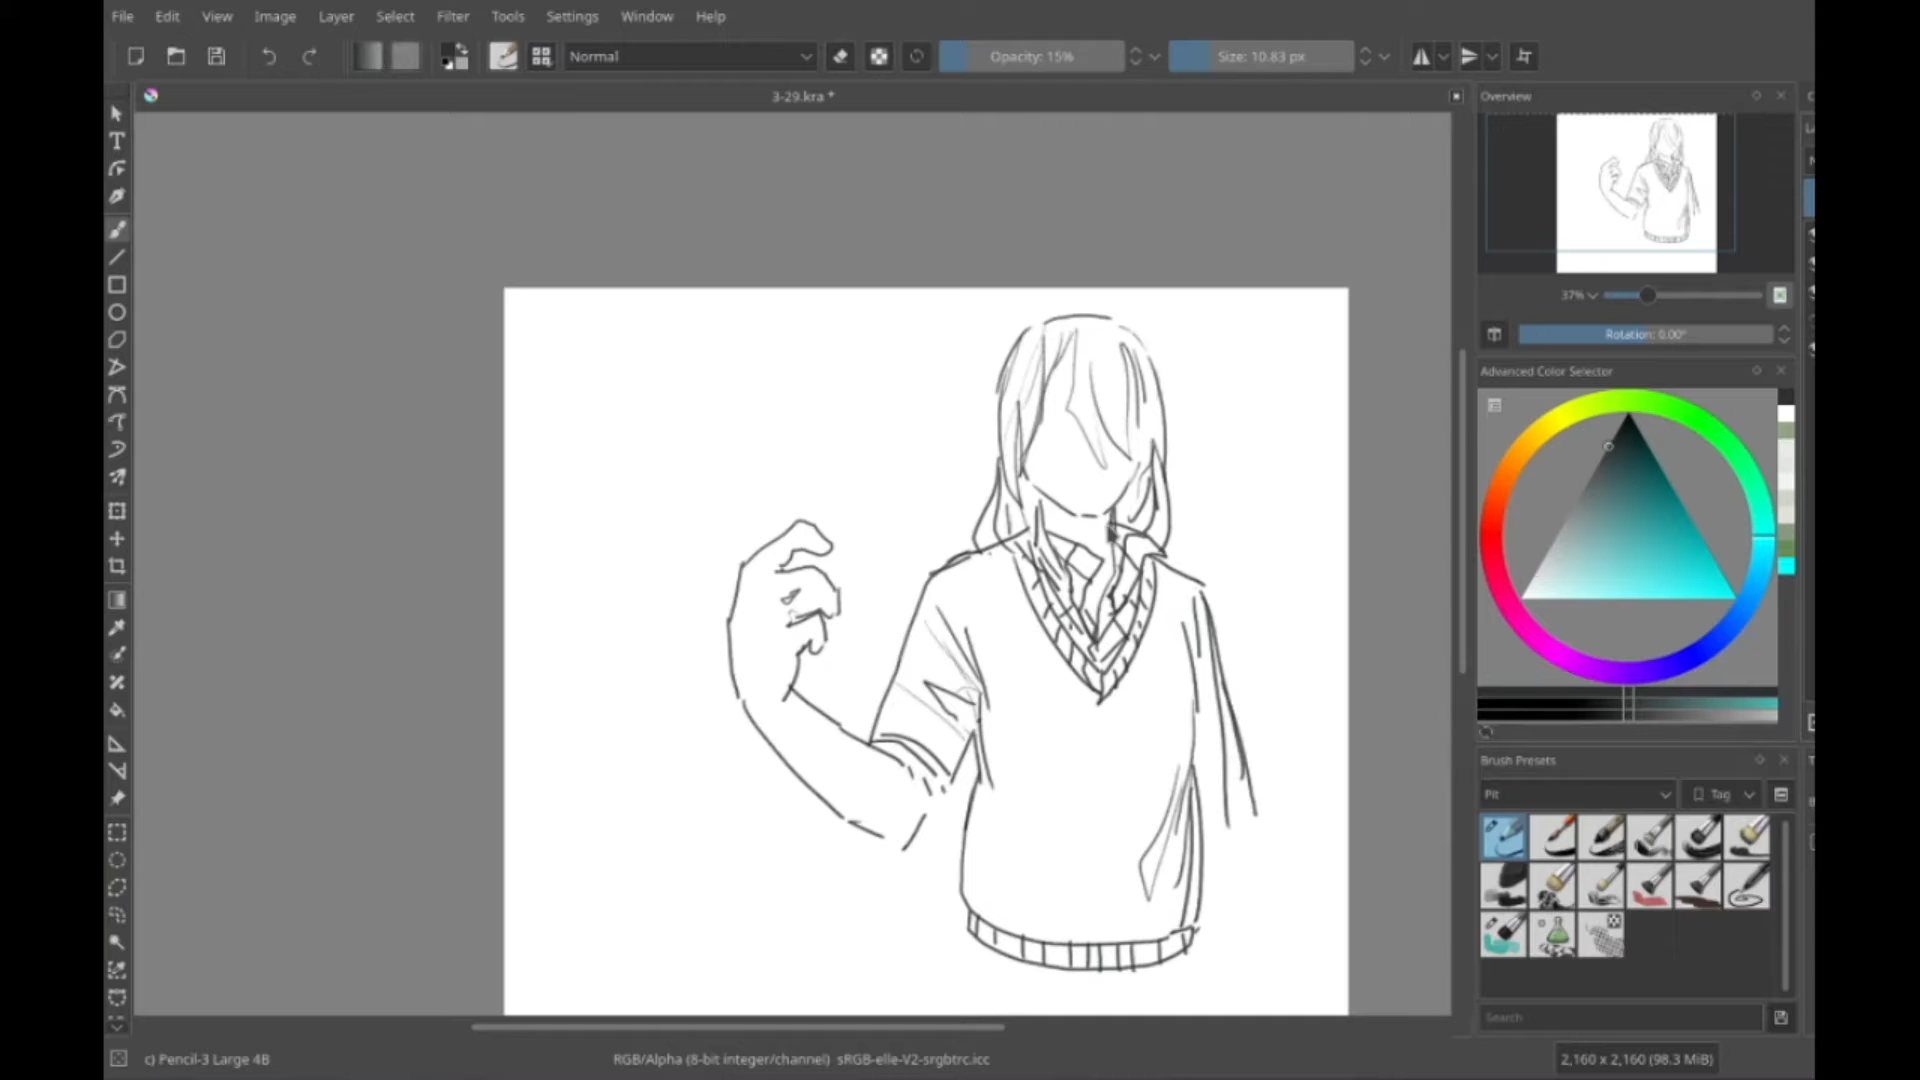 File Edit View Image Layer Select Filter Tools Settings Window Help
Normal
Opacity: 15%
Size: 10.83 px
3-29.kra *
Overview
37%
Rotation: 0.00°
Advanced Color Selector
Brush Presets
Pit
Tag
Search
c) Pencil-3 Large 4B
RGB/Alpha (8-bit integer/channel) sRGB-elle-V2-srgbtrc.icc
2,160 x 2,160 (98.3 MiB)